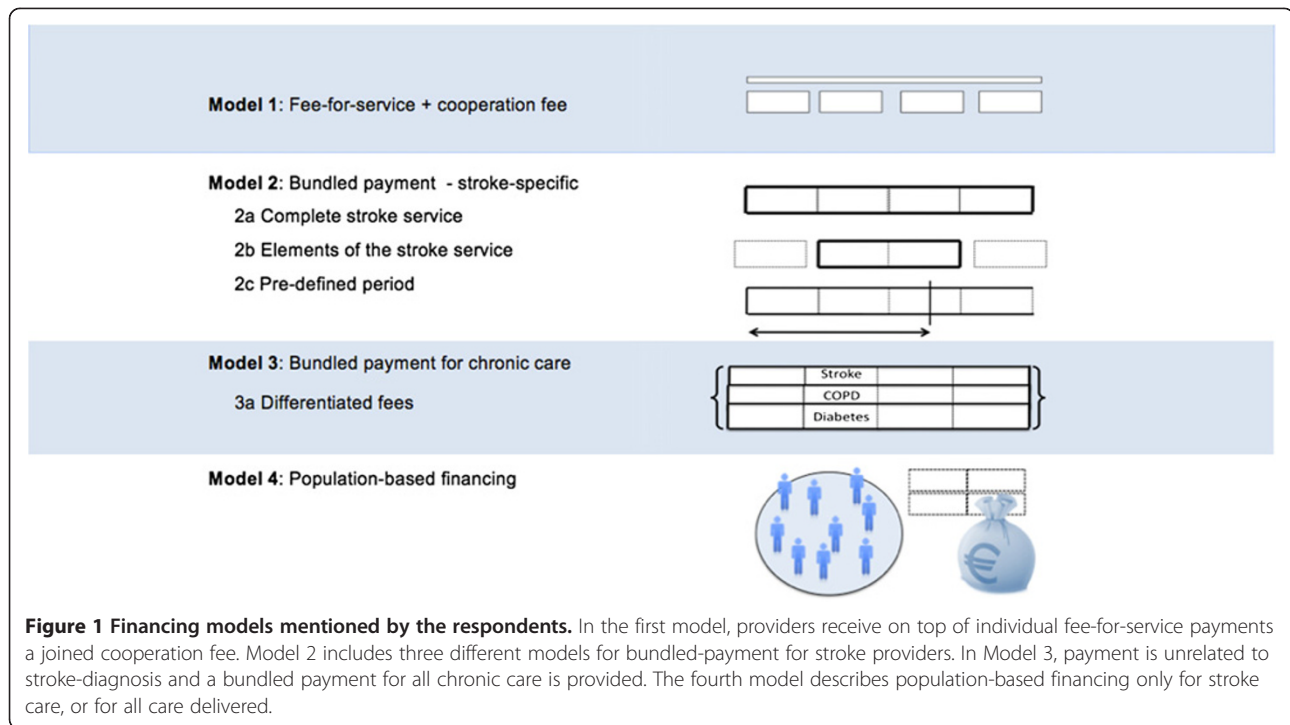 Model 1: Fee-for-service + cooperation fee
Model 2: Bundled payment - stroke-specific
2a Complete stroke service
2b Elements of the stroke service
2c Pre-defined period
Model 3: Bundled payment for chronic care
3a Differentiated fees
Stroke
COPD
Diabetes
Model 4: Population-based financing
€
Figure 1 Financing models mentioned by the respondents. In the first model, providers receive on top of individual fee-for-service payments
a joined cooperation fee. Model 2 includes three different models for bundled-payment for stroke providers. In Model 3, payment is unrelated to
stroke-diagnosis and a bundled payment for all chronic care is provided. The fourth model describes population-based financing only for stroke
care, or for all care delivered.